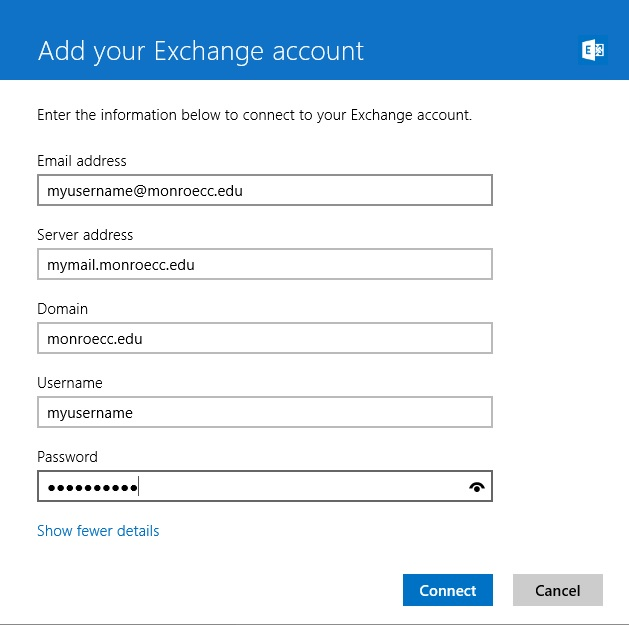 Add your Exchange account
Enter the information below to connect to your Exchange account.
Email address
myusername@monroecc.edu
Server address
mymail.monroecc.edu
Domain
monroecc.edu
Username
myusername
Password
●●●●●●●●●●
Show fewer details
Connect Cancel